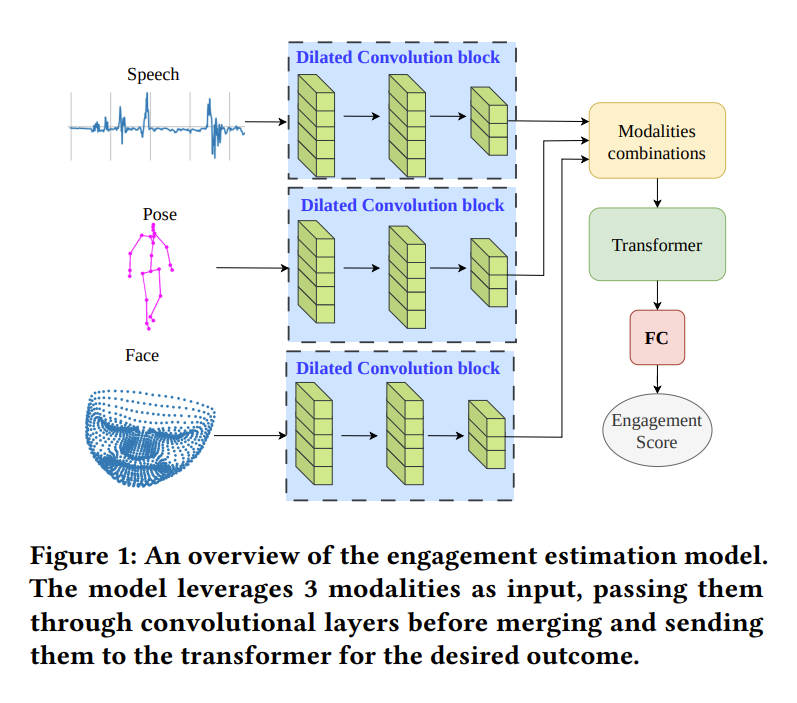 Speech
Dilated Convolution block
Pose
Dilated Convolution block
Face
Dilated Convolution block
Modalities
combinations
Transformer
FC
Engagement
Score
Figure 1: An overview of the engagement estimation model.
The model leverages 3 modalities as input, passing them
through convolutional layers before merging and sending
them to the transformer for the desired outcome.